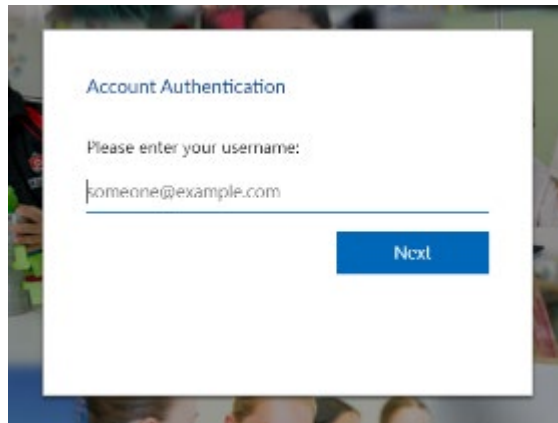 Account Authentication
Please enter your username:
someone@example.com
Next